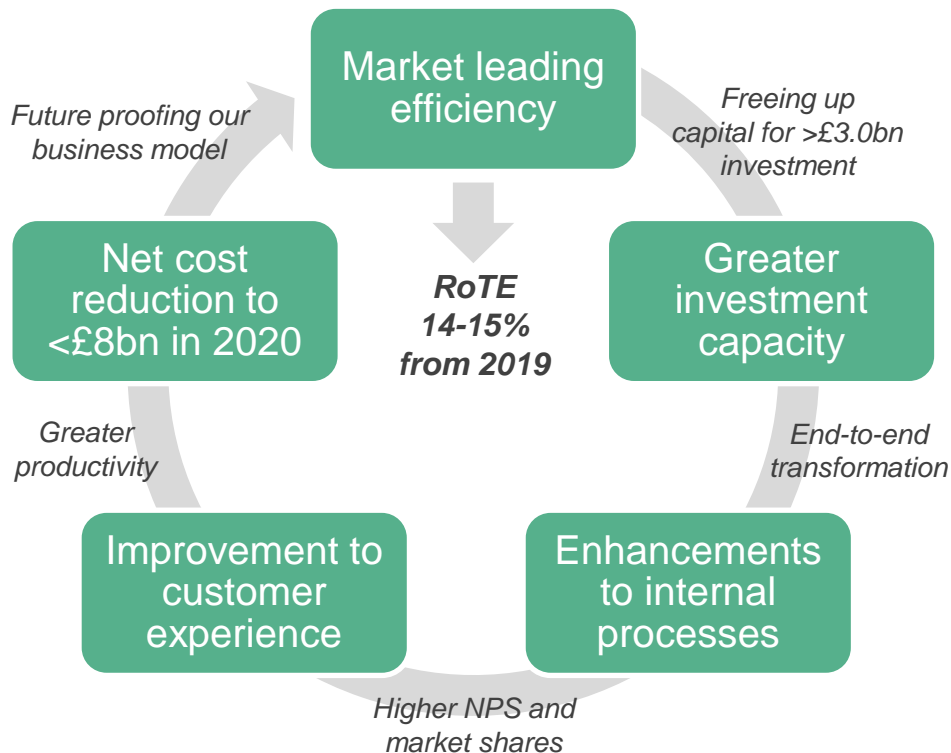 Market leading
efficiency
Freeing up
capital for >£3.0bn
investment
Greater
investment
capacity
End-to-end
transformation
Enhancements
to internal
processes
Higher NPS and
market shares
Improvement to
customer
experience
Greater
productivity
Net cost
reduction to
<£8bn in 2020
Future proofing our
business model
RoTE
14-15%
from 2019